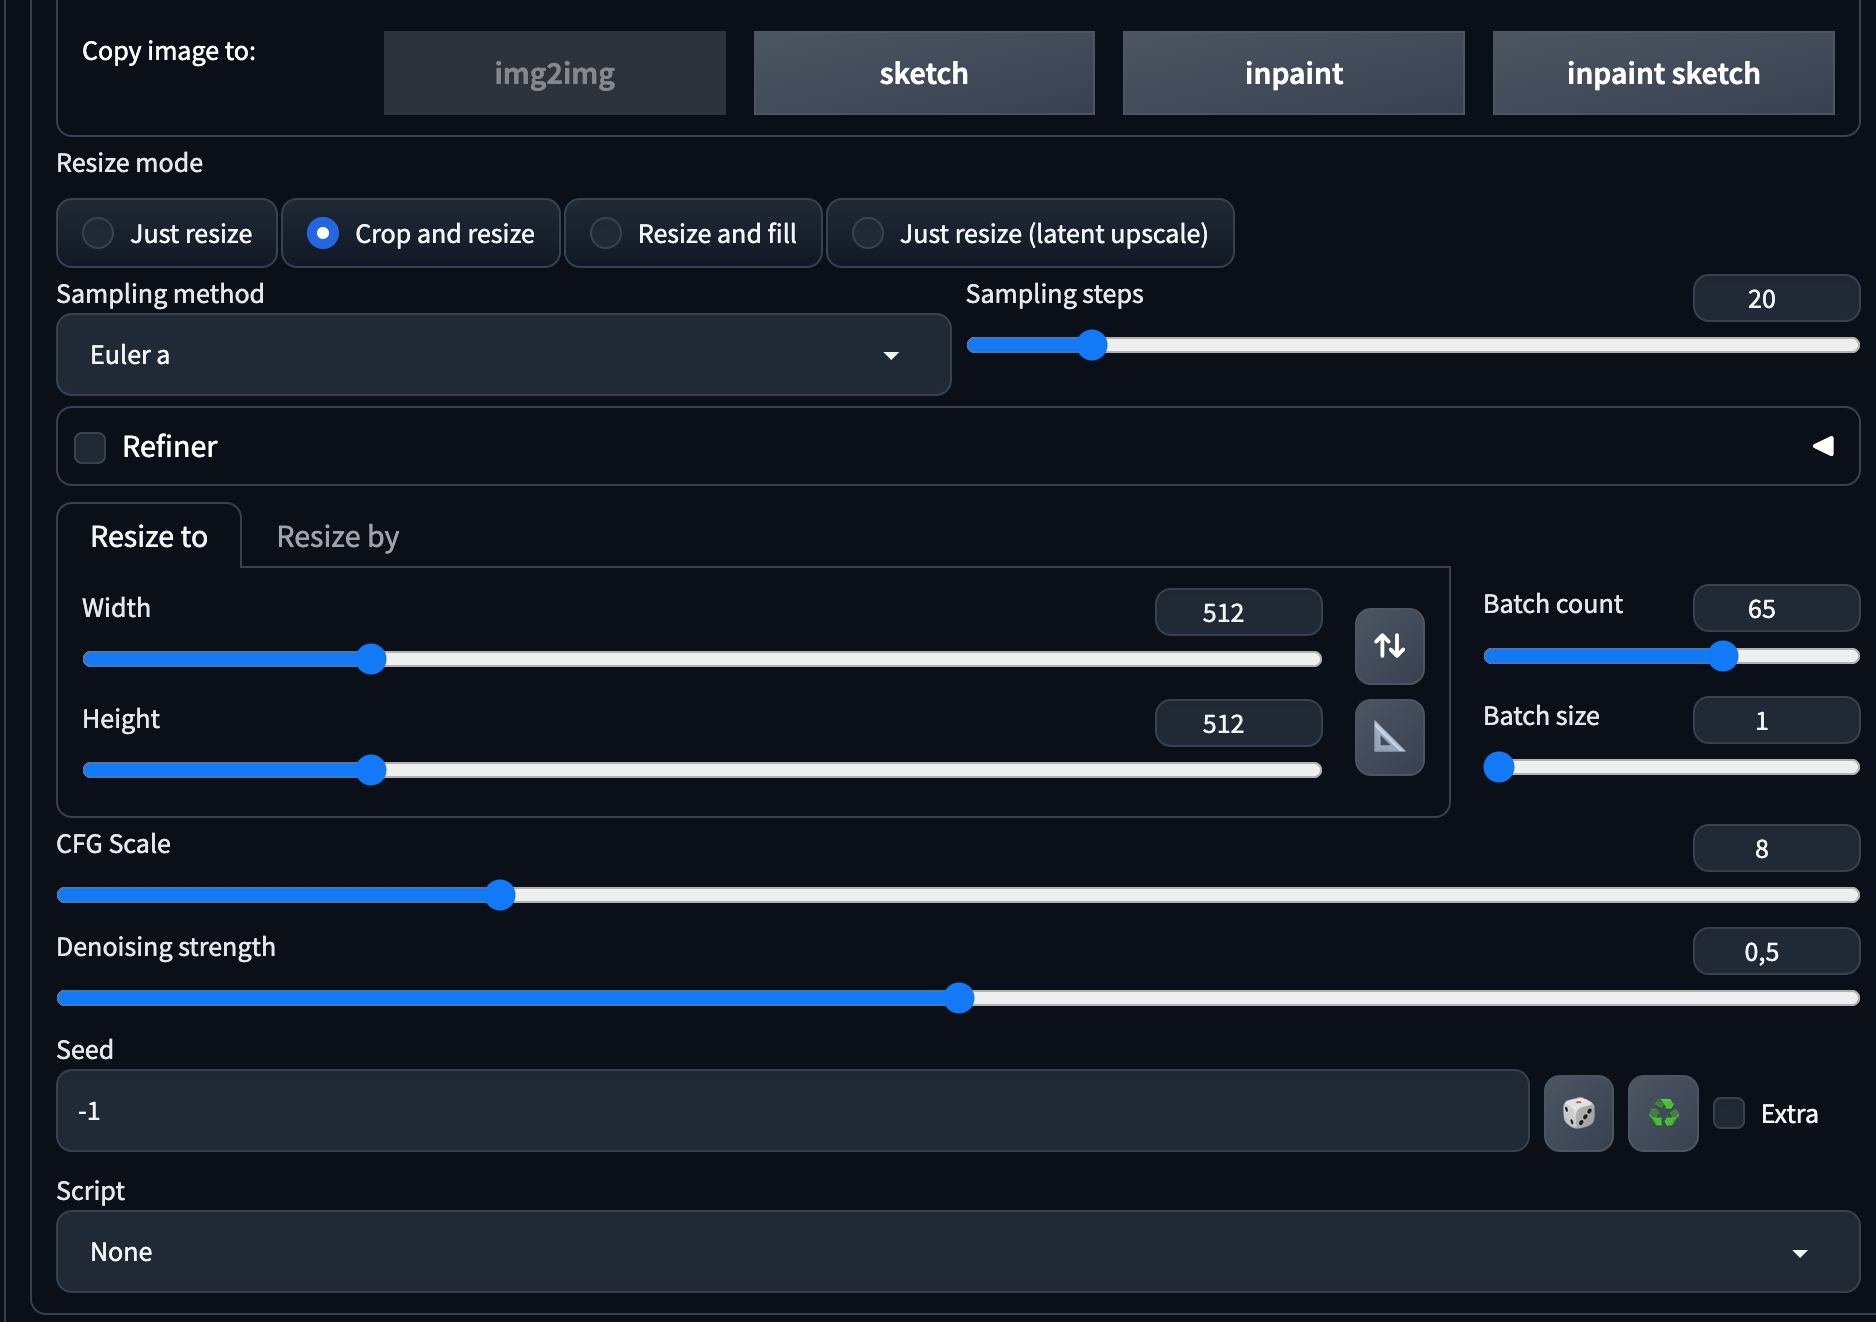 Copy image to:
img2img
sketch
inpaint
inpaint sketch
Resize mode
Just resize
Crop and resize
Resize and fill
Just resize (latent upscale)
Sampling method
Euler a
Sampling steps
20
Refiner
Resize to
Resize by
Width
512
Height
512
Batch count
65
Batch size
1
CFG Scale
8
Denoising strength
0,5
Seed
-1
Extra
Script
None